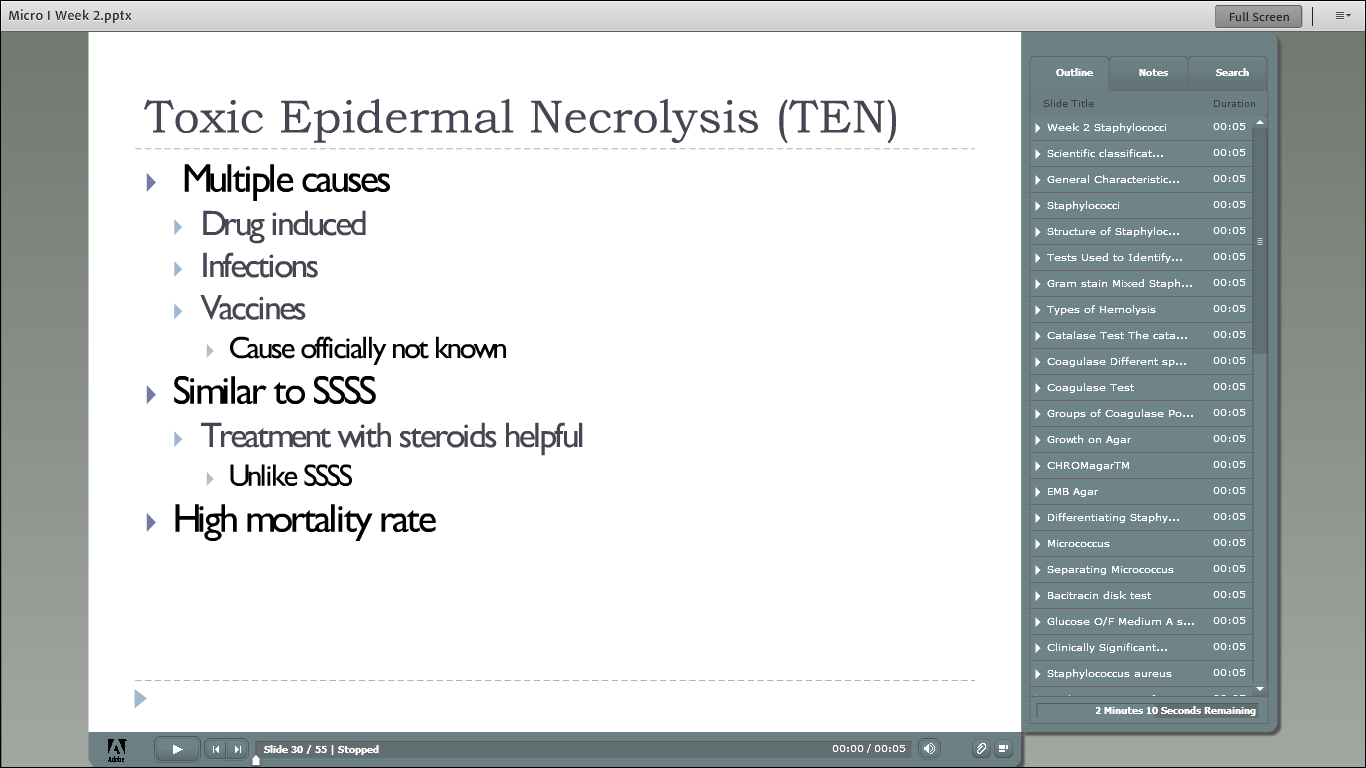 Micro I Week 2.pptx
Full Screen
Toxic Epidermal Necrolysis (TEN)
Multiple causes
Drug induced
Infections
Vaccines
Cause officially not known
Similar to SSSS
Treatment with steroids helpful
Unlike SSSS
High mortality rate
Outline Notes Search
Slide Title Duration
Week 2 Staphylococci 00:05
Scientific classificat... 00:05
General Characteristic... 00:05
Staphylococci 00:05
Structure of Staphyloc... 00:05
Tests Used to Identify... 00:05
Gram stain Mixed Staph... 00:05
Types of Hemolysis 00:05
Catalase Test The cata... 00:05
Coagulase Different sp... 00:05
Coagulase Test 00:05
Groups of Coagulase Po... 00:05
Growth on Agar 00:05
CHROMagarTM 00:05
EMB Agar 00:05
Differentiating Staphy... 00:05
Micrococcus 00:05
Separating Micrococcus 00:05
Bacitracin disk test 00:05
Glucose O/F Medium A s... 00:05
Clinically Significant... 00:05
Staphylococcus aureus 00:05
2 Minutes 10 Seconds Remaining
Adobe
Slide 30 / 55 | Stopped 00:00 / 00:05